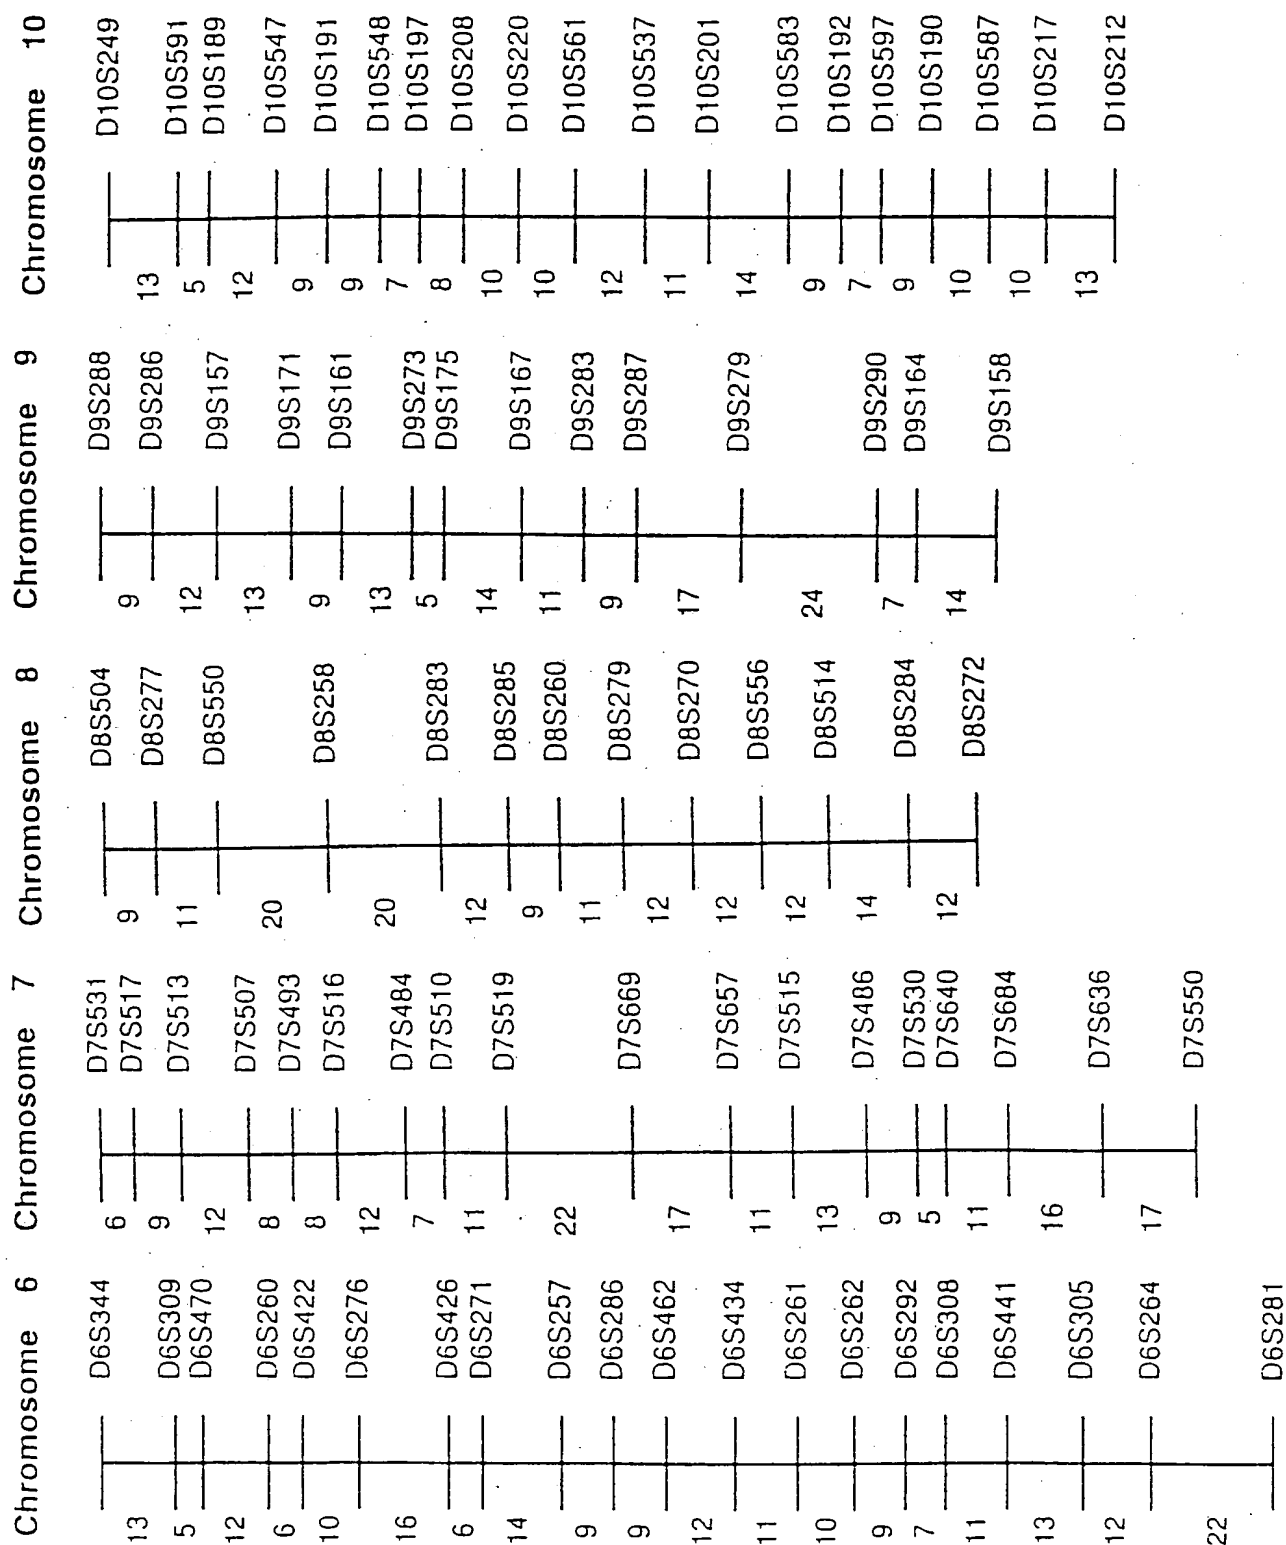 Chromosome 6
D6S344
13
D6S309
5
D6S470
12
D6S260
6
D6S422
10
D6S276
16
D6S426
6
D6S271
14
D6S257
9
D6S286
9
D6S462
12
D6S434
11
D6S261
10
D6S262
9
D6S292
7
D6S308
11
D6S441
13
D6S305
12
D6S264
22
D6S281
Chromosome 7
D7S531
6
D7S517
9
D7S513
12
D7S507
8
D7S493
8
D7S516
12
D7S484
7
D7S510
11
D7S519
22
D7S669
17
D7S657
11
D7S515
13
D7S486
9
D7S530
5
D7S640
11
D7S684
16
D7S636
17
D7S550
Chromosome 8
D8S504
9
D8S277
11
D8S550
20
D8S258
20
D8S283
12
D8S285
9
D8S260
11
D8S279
12
D8S270
12
D8S556
12
D8S514
14
D8S284
12
D8S272
Chromosome 9
D9S288
9
D9S286
12
D9S157
13
D9S171
9
D9S161
13
D9S273
5
D9S175
14
D9S167
11
D9S283
9
D9S287
17
D9S279
24
D9S290
7
D9S164
14
D9S158
Chromosome 10
D10S249
13
D10S591
5
D10S189
12
D10S547
9
D10S191
9
D10S548
7
D10S197
8
D10S208
10
D10S220
10
D10S561
12
D10S537
11
D10S201
14
D10S583
9
D10S192
7
D10S597
9
D10S190
10
D10S587
10
D10S217
13
D10S212